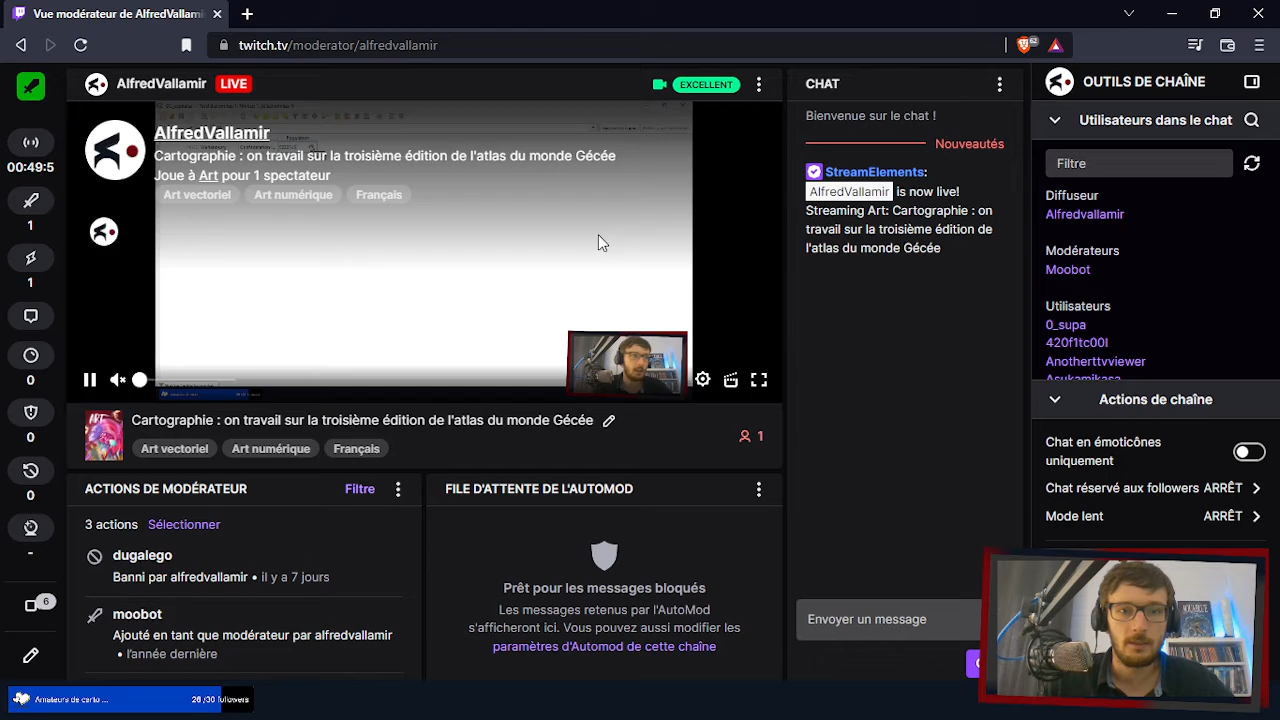 Vue modérateur de AlfredVallami
twitch.tv/moderator/alfredvallamir
62
AlfredVallamir
LIVE
EXCELLENT
AlfredVallamir
Cartographie : on travail sur la troisième édition de l'atlas du monde Gécée
Joue à Art pour 1 spectateur
Art vectoriel
Art numérique
Français
00:49:5
1
1
0
0
0
-
6
ART
Cartographie : on travail sur la troisième édition de l'atlas du monde Gécée
Art vectoriel
Art numérique
Français
1
ACTIONS DE MODÉRATEUR
Filtre
3 actions
Sélectionner
dugalego
Banni par alfredvallamir • il y a 7 jours
moobot
Ajouté en tant que modérateur par alfredvallamir
• l'année dernière
FILE D'ATTENTE DE L'AUTOMOD
Prêt pour les messages bloqués
Les messages retenus par l'AutoMod
s'afficheront ici. Vous pouvez aussi modifier les
paramètres d'Automod de cette chaîne
CHAT
Bienvenue sur le chat !
Nouveautés
StreamElements:
AlfredVallamir is now live!
Streaming Art: Cartographie : on
travail sur la troisième édition de
l'atlas du monde Gécée
Envoyer un message
OUTILS DE CHAÎNE
Utilisateurs dans le chat
Filtre
Diffuseur
Alfredvallamir
Modérateurs
Moobot
Utilisateurs
0_supa
420f1tc00l
Anotherttvviewer
Asukamikasa
Actions de chaîne
Chat en émoticônes
uniquement
Chat réservé aux followers ARRÊT
Mode lent ARRÊT
Amateurs de carto ...
26 /30 followers